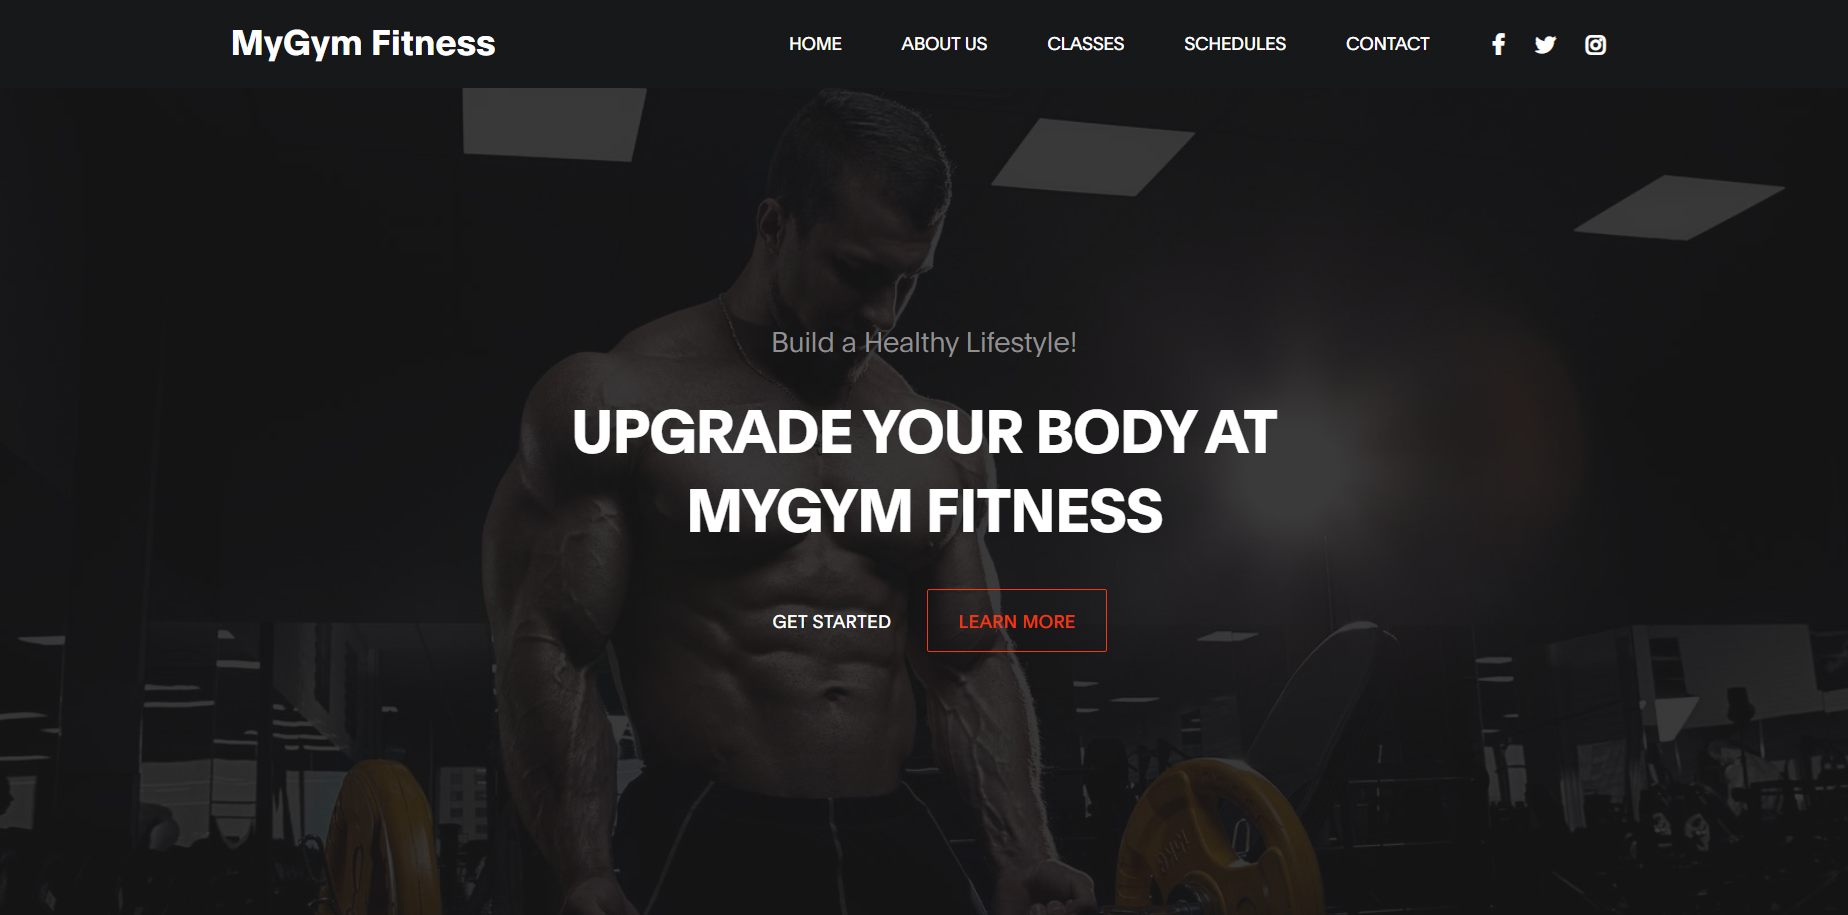 MyGym Fitness
HOME ABOUT US CLASSES SCHEDULES CONTACT
Build a Healthy Lifestyle!
UPGRADE YOUR BODY AT
MYGYM FITNESS
GET STARTED LEARN MORE